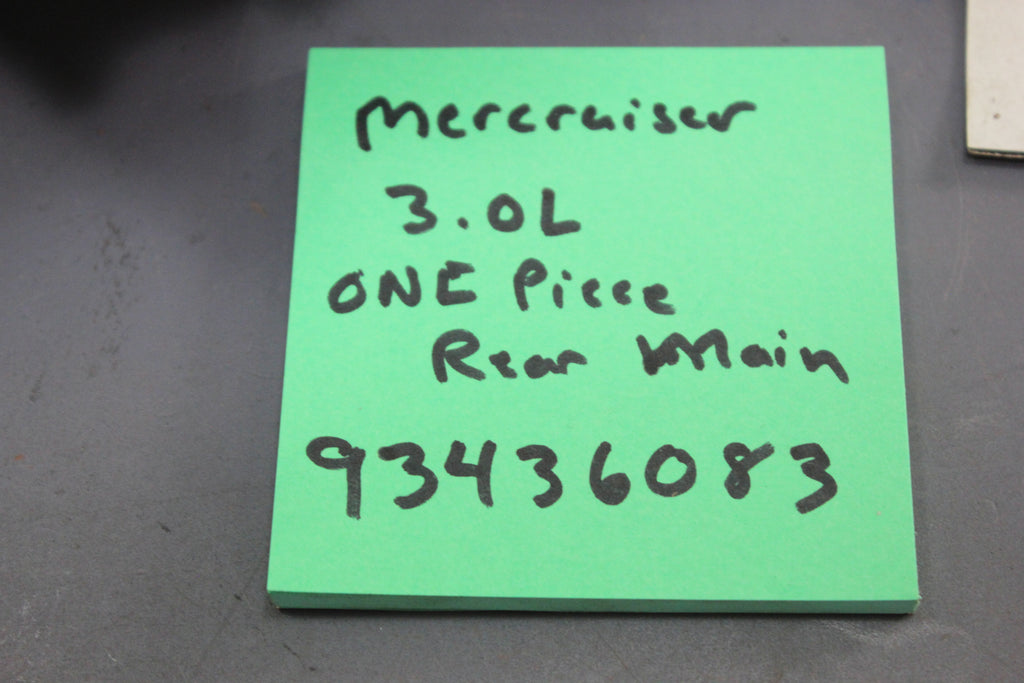 Mercruiser
3.0L
ONE Piece
Rear Main
93436083